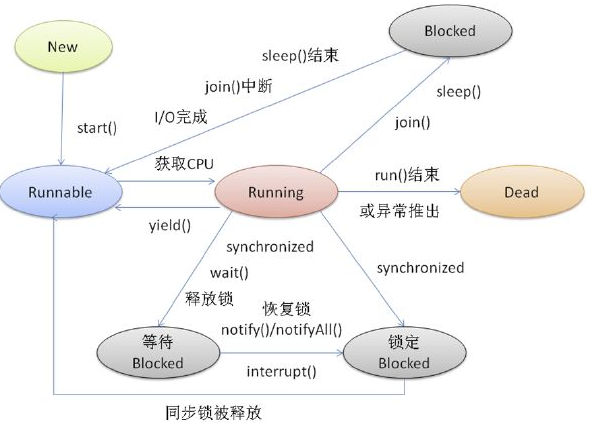 New
Blocked
sleep()结束
join()中断
I/O完成
sleep()
join()
start()
获取CPU
Runnable
Running
run()结束
Dead
或异常推出
yield()
synchronized
wait()
释放锁
synchronized
恢复锁
notify()/notifyAll()
等待
Blocked
锁定
Blocked
interrupt()
同步锁被释放